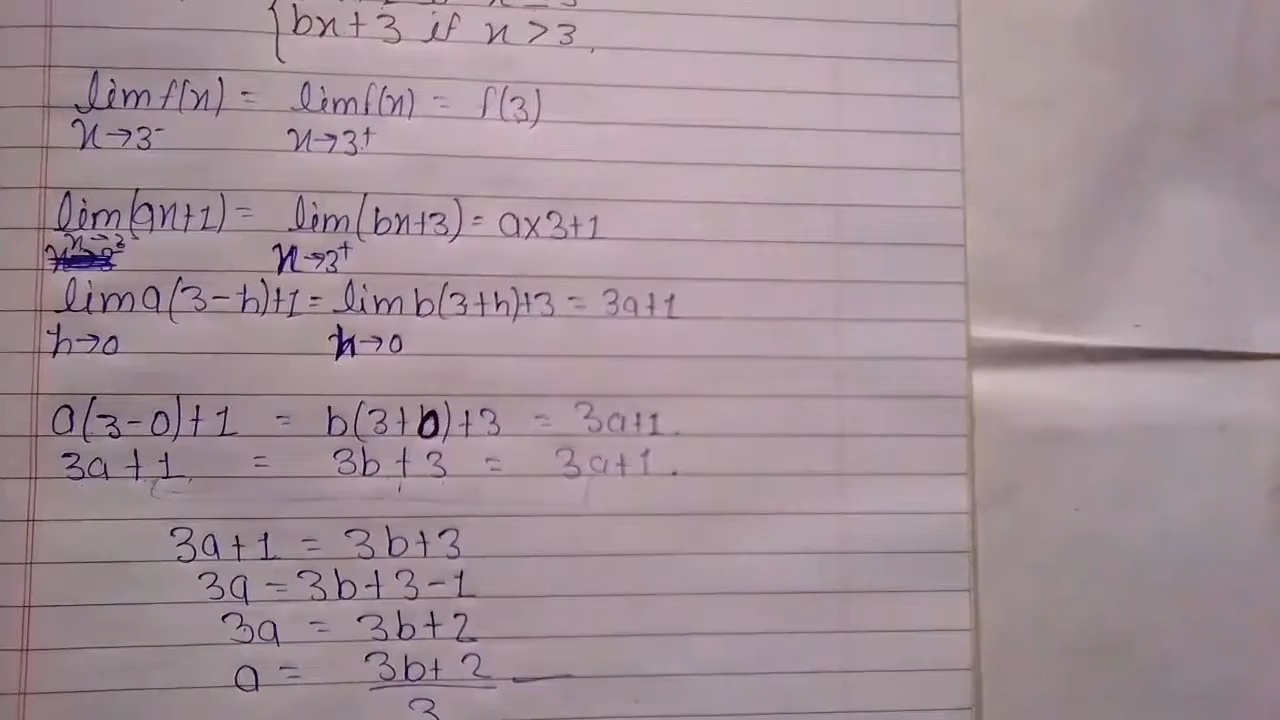 {bx+3 if x>3.
lim f(x) = lim f(x) = f(3)
x→3⁻ x→3⁺
lim(ax+1) = lim(bx+3) = a×3+1
x→3⁻ x→3⁺
lim a(3-h)+1 = lim b(3+h)+3 = 3a+1
h→0 h→0
a(3-0)+1 = b(3+0)+3 = 3a+1.
3a+1 = 3b+3 = 3a+1.
3a+1 = 3b+3
3a = 3b+3-1
3a = 3b+2
a = 3b+2
3